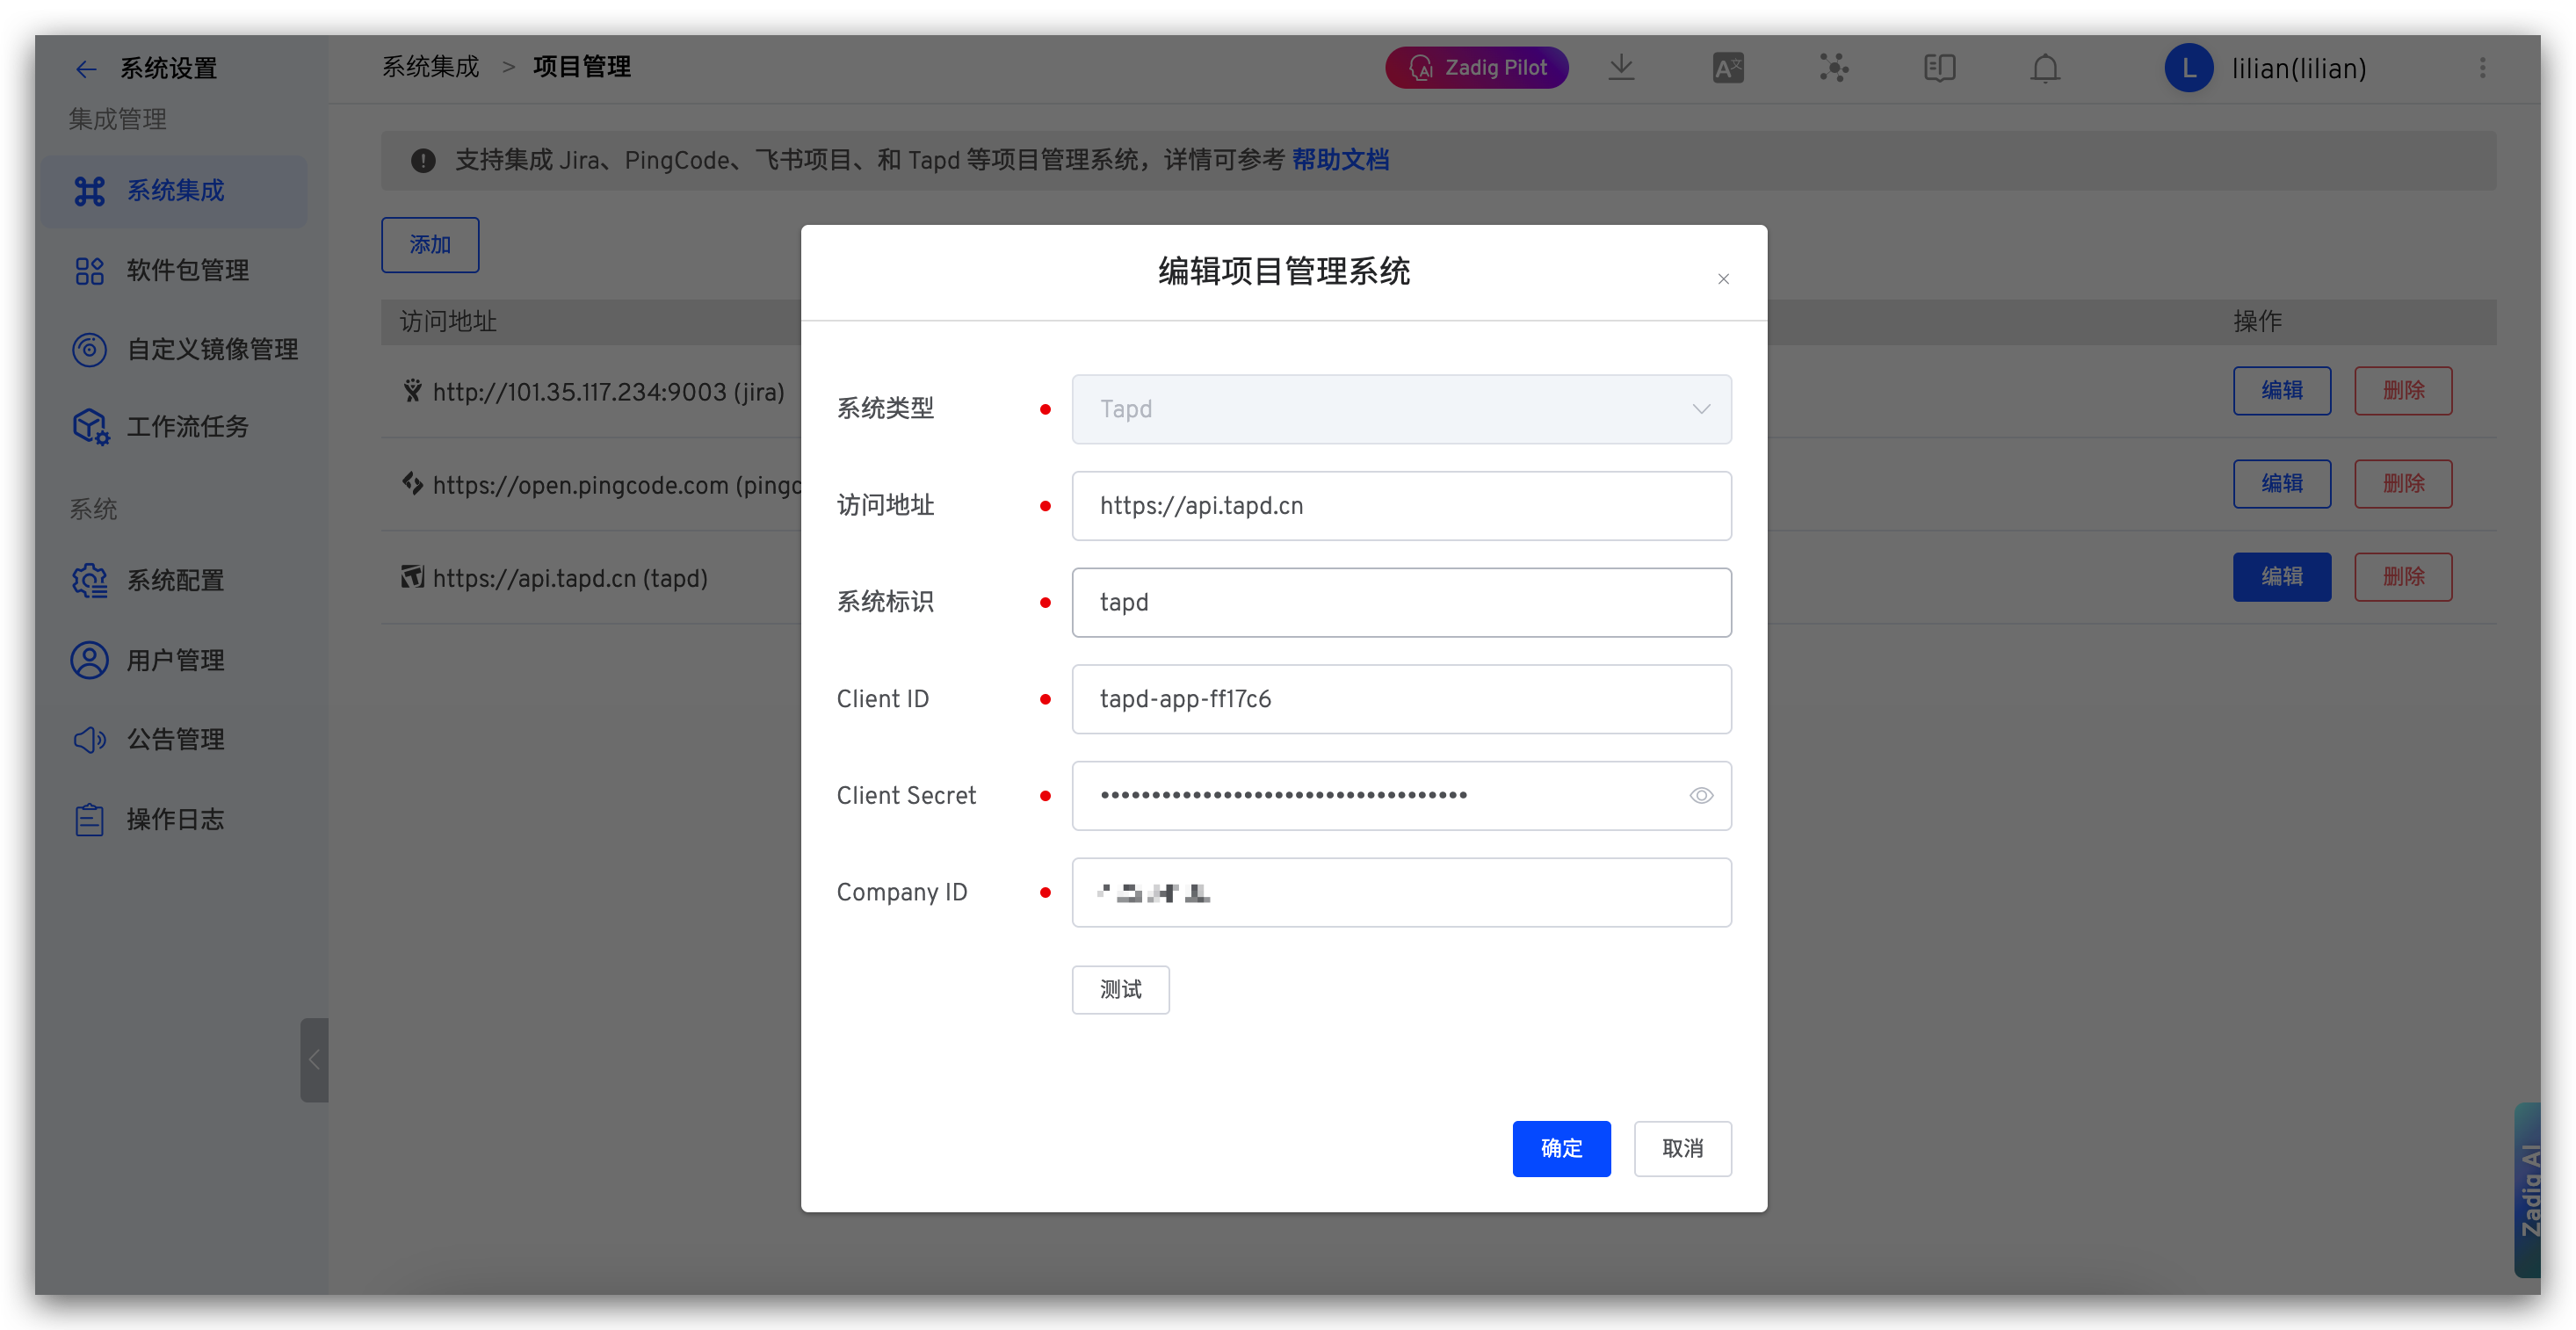 系统设置
系统集成 > 项目管理
Zadig Pilot
L lilian(lilian)
集成管理
系统集成
软件包管理
自定义镜像管理
工作流任务
系统
系统配置
用户管理
公告管理
操作日志
支持集成 Jira、PingCode、飞书项目、和 Tapd 等项目管理系统，详情可参考 帮助文档
添加
访问地址 操作
http://101.35.117.234:9003 (jira) 编辑 删除
https://open.pingcode.com (pingc 编辑 删除
https://api.tapd.cn (tapd) 编辑 删除
编辑项目管理系统
系统类型 Tapd
访问地址 https://api.tapd.cn
系统标识 tapd
Client ID tapd-app-ff17c6
Client Secret
Company ID
测试
确定 取消
Zadig AI